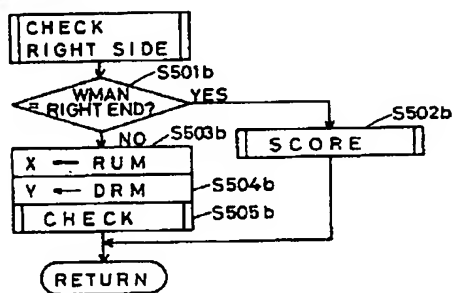 CHECK
RIGHT SIDE
S501b
= WMAN
RIGHT END?
YES
S502b
SCORE
NO
S503b
X ← RUM
Y ← DRM
S504b
CHECK
S505b
RETURN